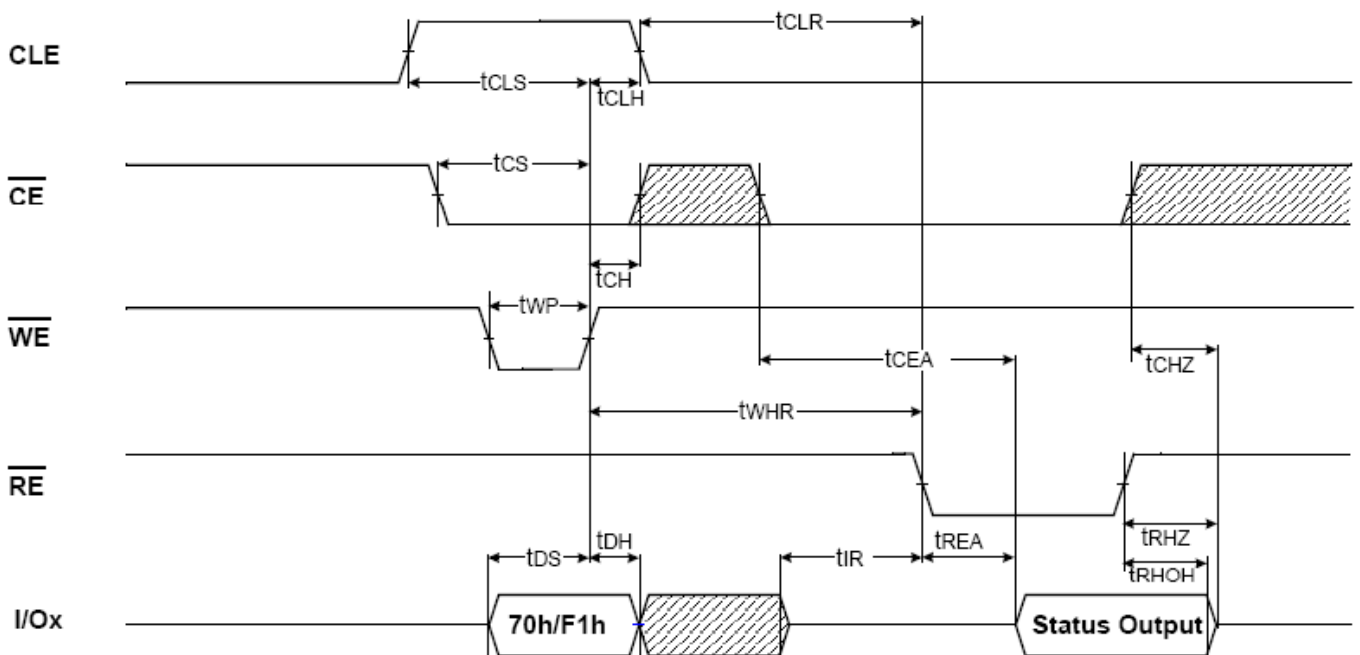 tCLR
CLE
tCLS
tCLH
tCS
CE
tCH
tWP
WE
tCEA
tCHZ
tWHR
RE
tDS
tDH
tIR
tREA
tRHZ
tRHOH
I/Ox
70h/F1h
Status Output